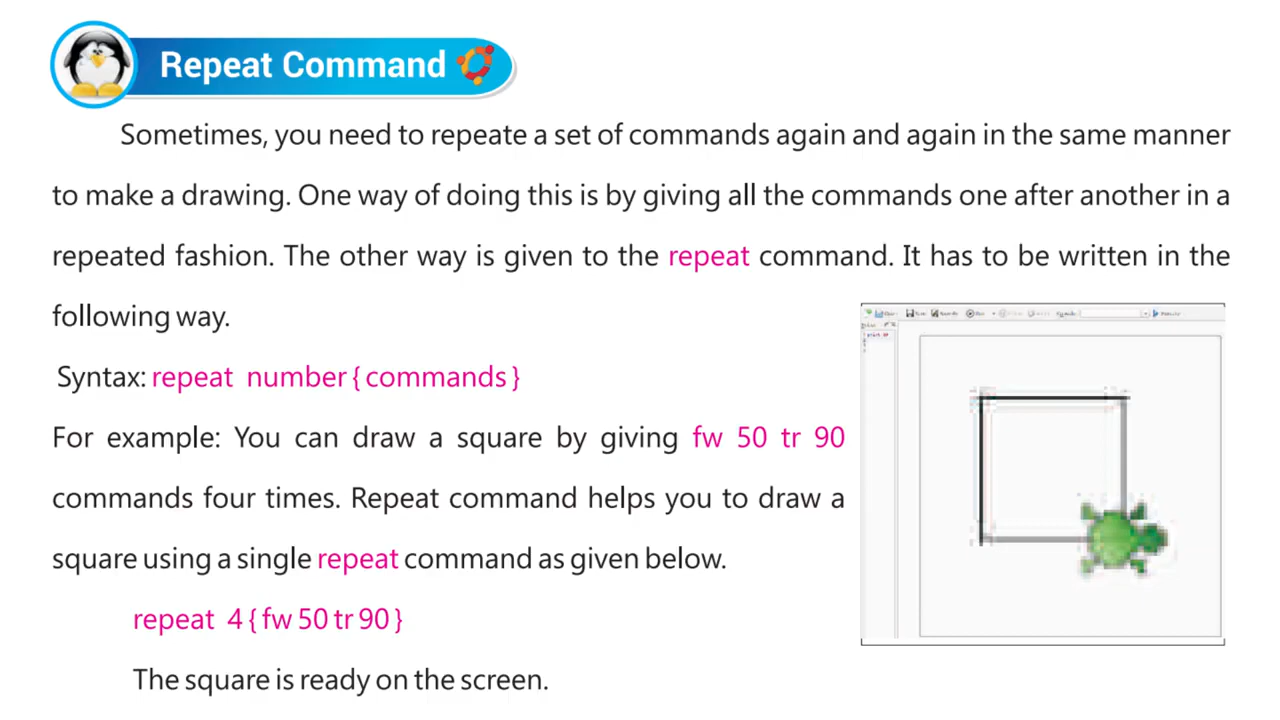 Repeat Command
Sometimes, you need to repeate a set of commands again and again in the same manner
to make a drawing. One way of doing this is by giving all the commands one after another in a
repeated fashion. The other way is given to the repeat command. It has to be written in the
following way.
Syntax: repeat number { commands }
For example: You can draw a square by giving fw 50 tr 90
commands four times. Repeat command helps you to draw a
square using a single repeat command as given below.
repeat 4 { fw 50 tr 90 }
The square is ready on the screen.